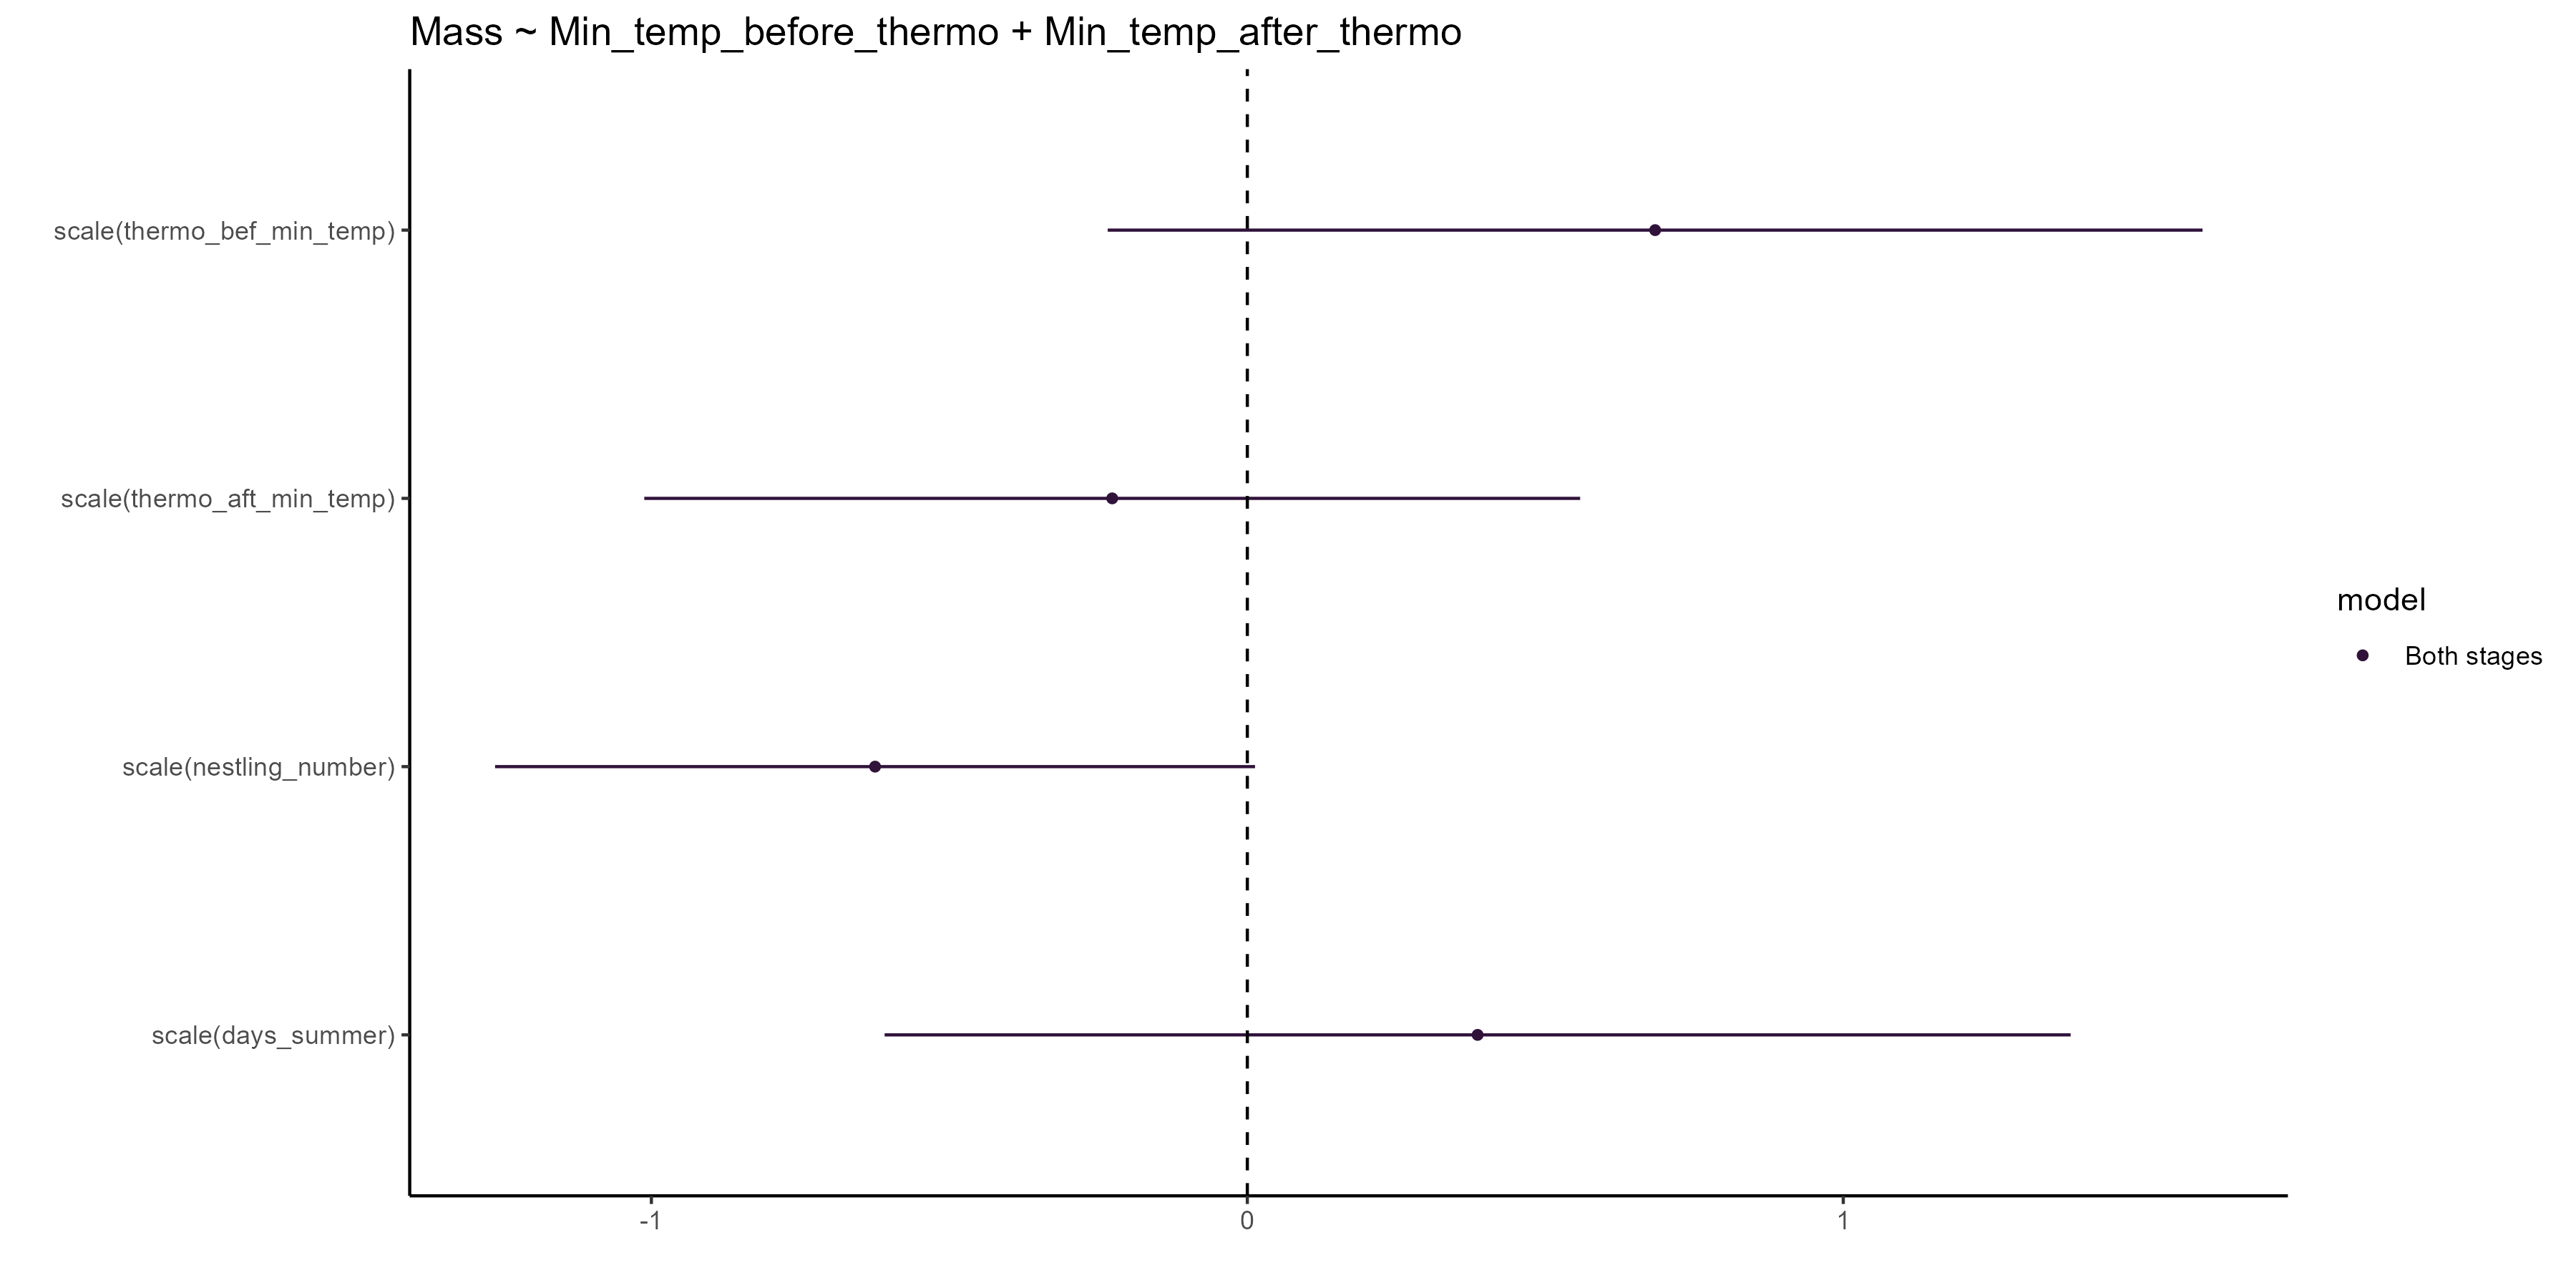 Mass ~ Min_temp_before_thermo + Min_temp_after_thermo
scale(thermo_bef_min_temp)
scale(thermo_aft_min_temp)
scale(nestling_number)
scale(days_summer)
-1
0
1
model
Both stages